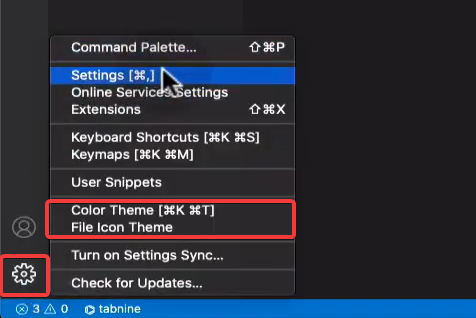 Command Palette... ⇧⌘P
Settings [⌘,]
Online Services Settings
Extensions ⇧⌘X
Keyboard Shortcuts [⌘K ⌘S]
Keymaps [⌘K ⌘M]
User Snippets
Color Theme [⌘K ⌘T]
File Icon Theme
Turn on Settings Sync...
Check for Updates...
3 0 tabnine